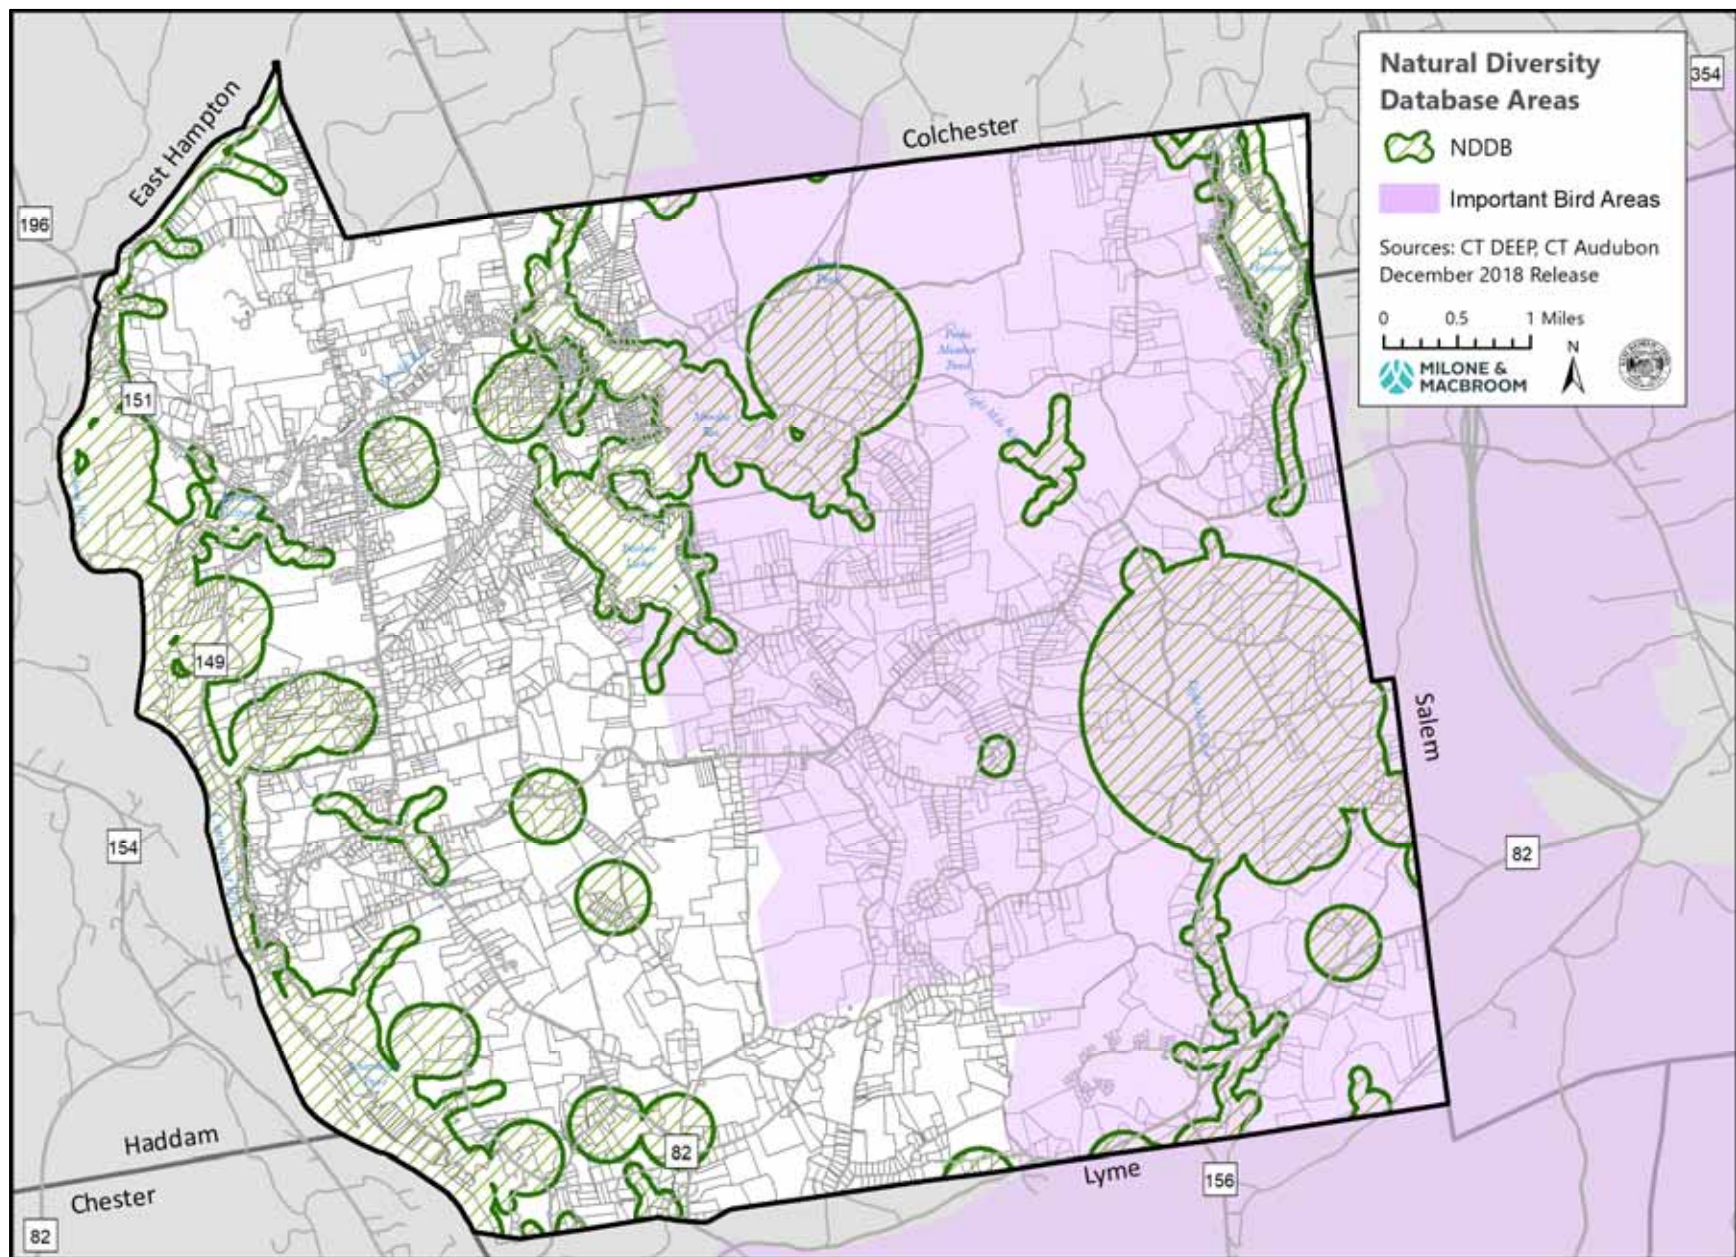 Natural Diversity
Database Areas
NDDB
Important Bird Areas
Sources: CT DEEP, CT Audubon
December 2018 Release
0 0.5 1 Miles
N
MILONE &
MACBROOM
354
East Hampton
Colchester
196
151
149
154
Salem
82
82
Haddam
Chester
82
Lyme
156